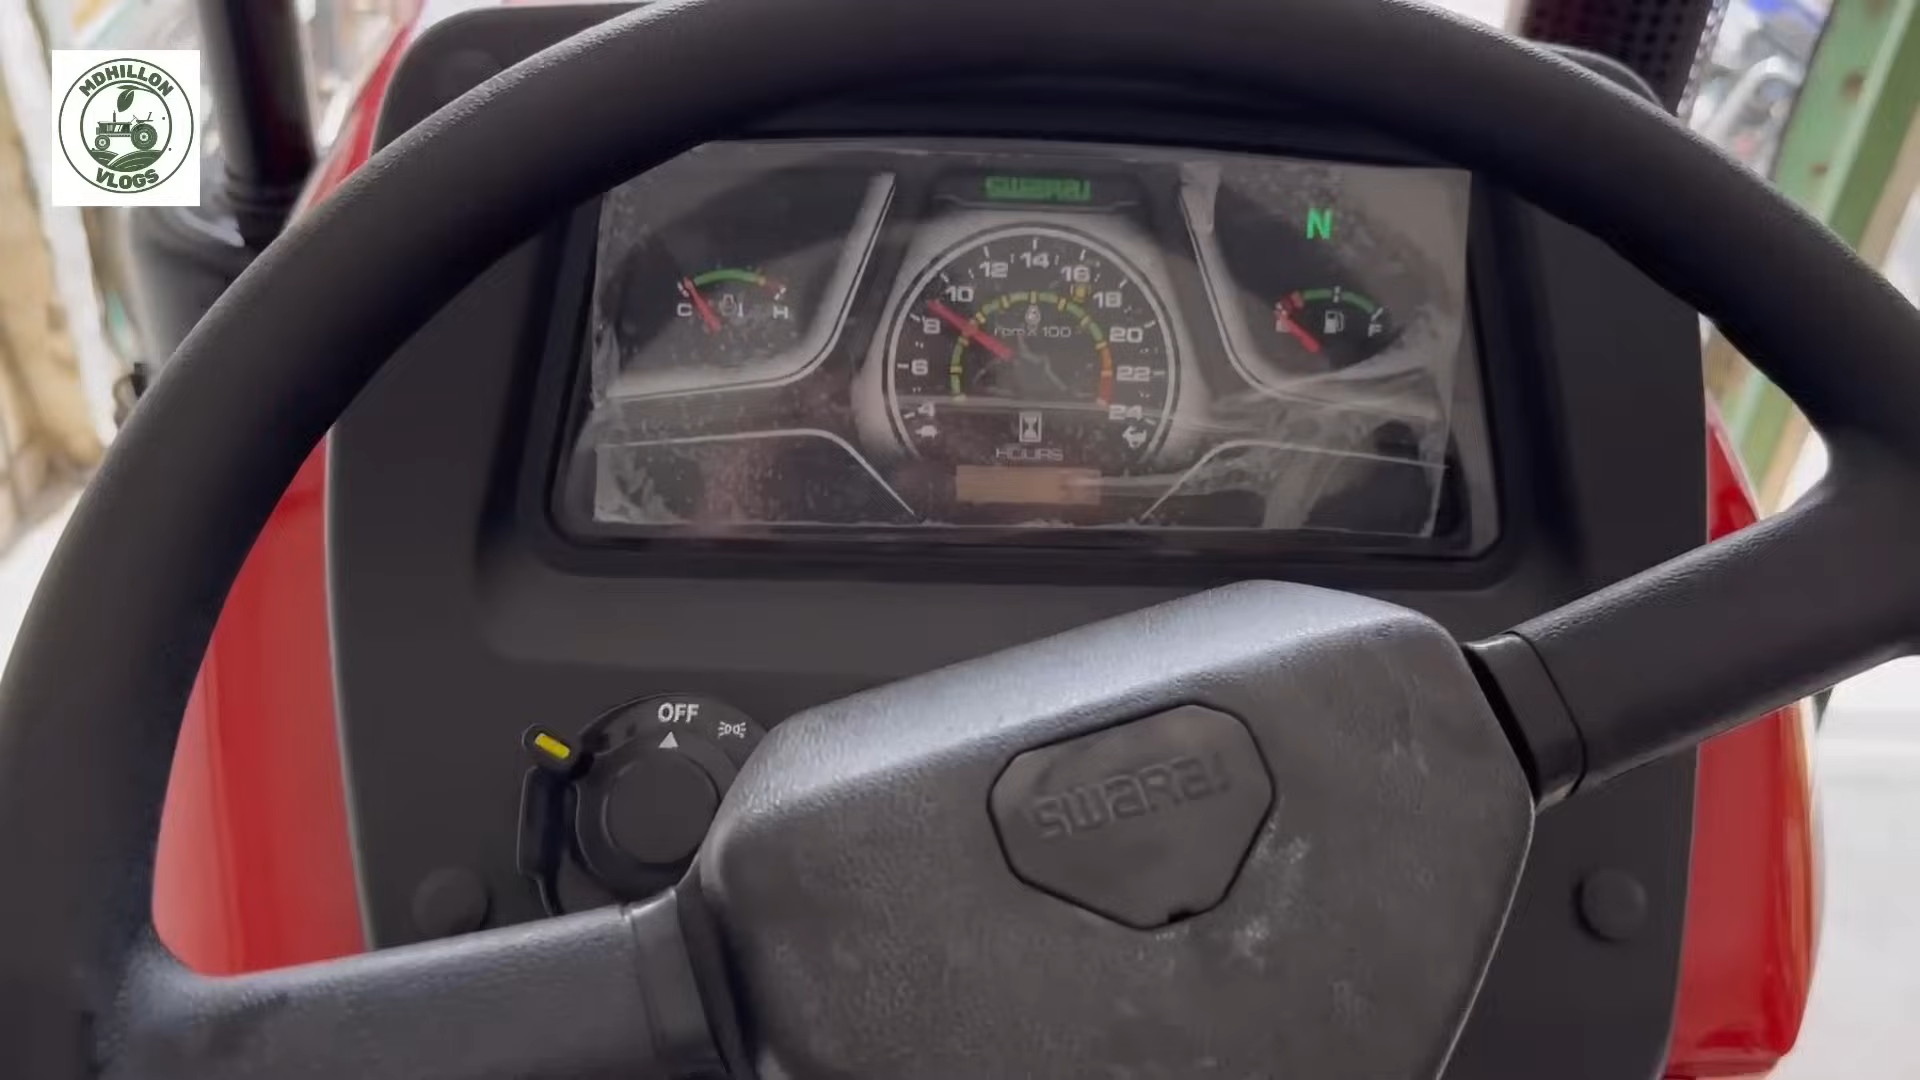 MDHILLON
VLOGS
SWARAJ
N
4
6
8
10
12
14
16
18
20
22
24
rpm X 100
C
H
E
F
HOURS
OFF
SWARAJ